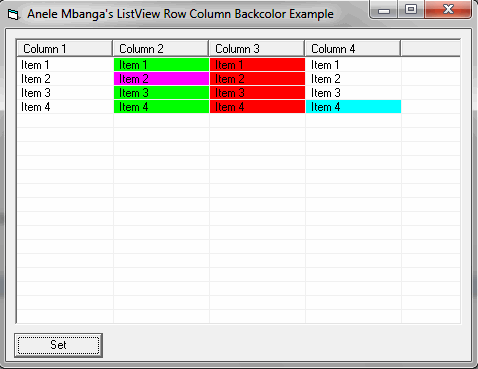 Anele Mbanga's ListView Row Column Backcolor Example
Column 1 Column 2 Column 3 Column 4
Item 1 Item 1 Item 1 Item 1
Item 2 Item 2 Item 2 Item 2
Item 3 Item 3 Item 3 Item 3
Item 4 Item 4 Item 4 Item 4
Set